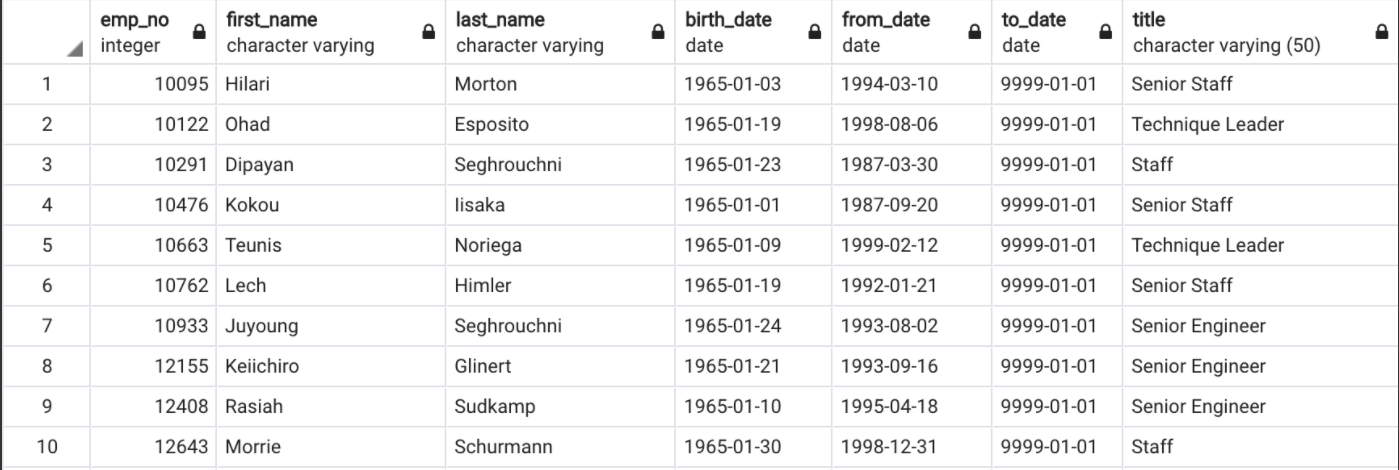 emp_no first_name last_name birth_date from_date to_date title
integer character varying character varying date date date character varying (50)
1 10095 Hilari Morton 1965-01-03 1994-03-10 9999-01-01 Senior Staff
2 10122 Ohad Esposito 1965-01-19 1998-08-06 9999-01-01 Technique Leader
3 10291 Dipayan Seghrouchni 1965-01-23 1987-03-30 9999-01-01 Staff
4 10476 Kokou Iisaka 1965-01-01 1987-09-20 9999-01-01 Senior Staff
5 10663 Teunis Noriega 1965-01-09 1999-02-12 9999-01-01 Technique Leader
6 10762 Lech Himler 1965-01-19 1992-01-21 9999-01-01 Senior Staff
7 10933 Juyoung Seghrouchni 1965-01-24 1993-08-02 9999-01-01 Senior Engineer
8 12155 Keiichiro Glinert 1965-01-21 1993-09-16 9999-01-01 Senior Engineer
9 12408 Rasiah Sudkamp 1965-01-10 1995-04-18 9999-01-01 Senior Engineer
10 12643 Morrie Schurmann 1965-01-30 1998-12-31 9999-01-01 Staff